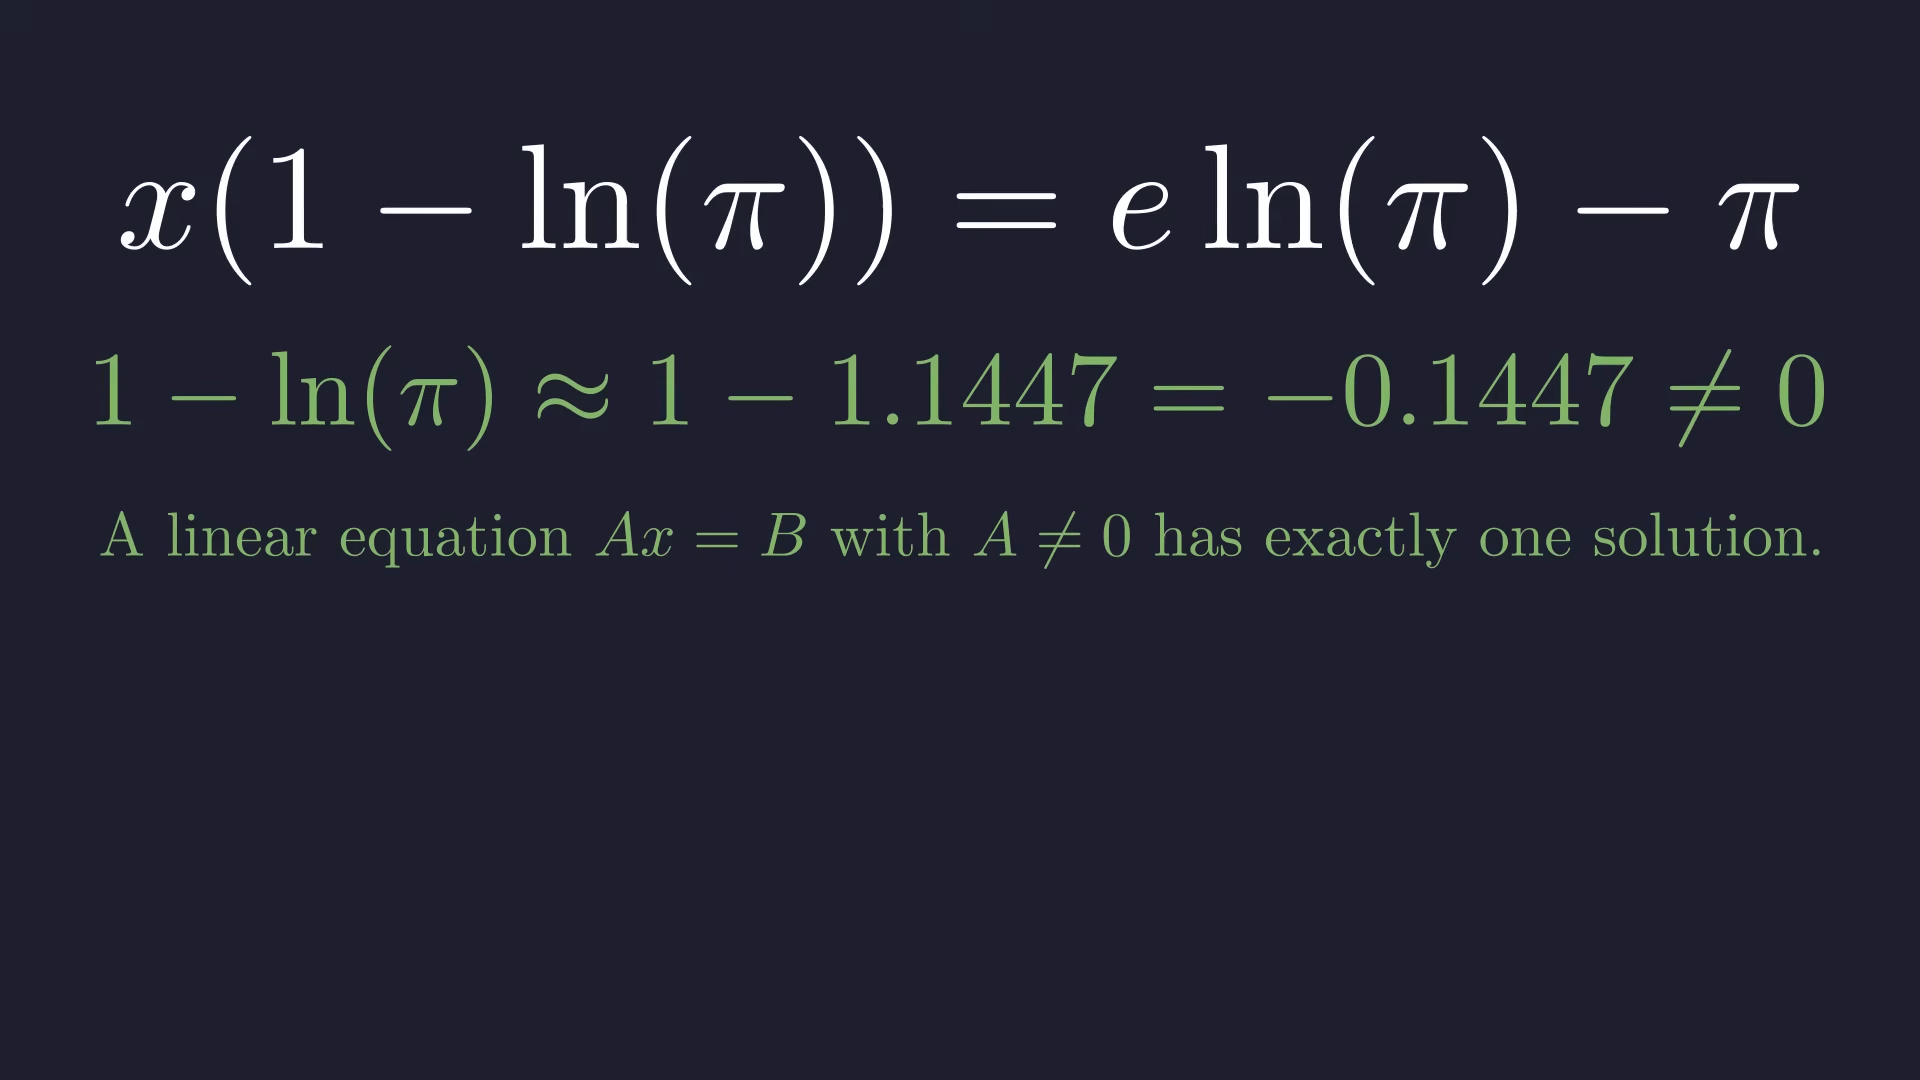 x(1 − ln(π)) = e ln(π) − π
1 − ln(π) ≈ 1 − 1.1447 = −0.1447 ≠ 0
A linear equation Ax = B with A ≠ 0 has exactly one solution.